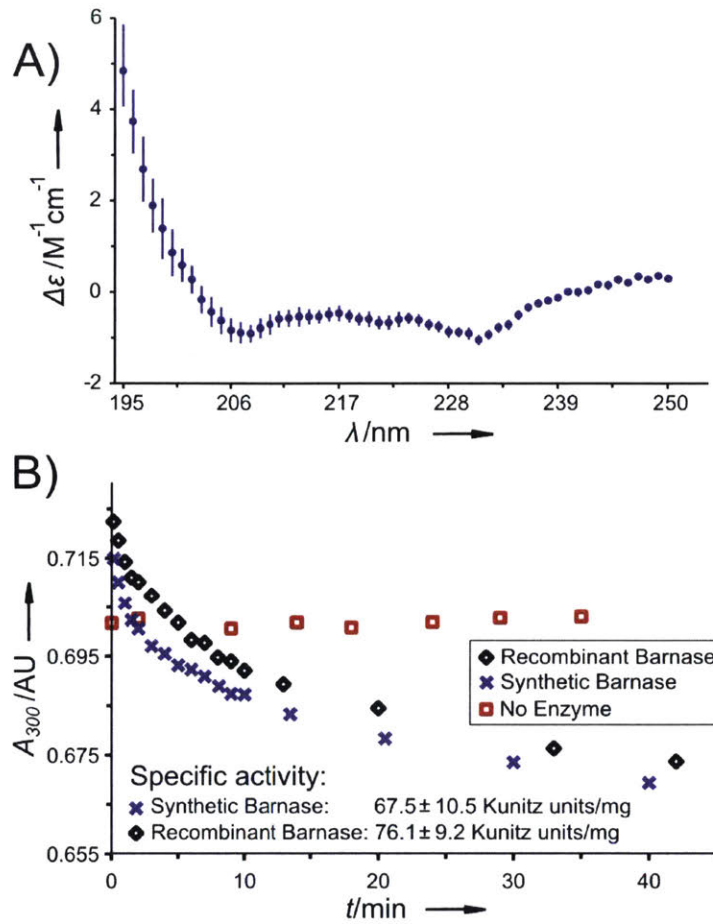 A)
6
4
2
0
-2
Δε/M⁻¹cm⁻¹
195 206 217 228 239 250
λ/nm
B)
0.715
0.695
0.675
0.655
A₃₀₀/AU
Recombinant Barnase
Synthetic Barnase
No Enzyme
Specific activity:
Synthetic Barnase: 67.5±10.5 Kunitz units/mg
Recombinant Barnase: 76.1±9.2 Kunitz units/mg
0 10 20 30 40
t/min